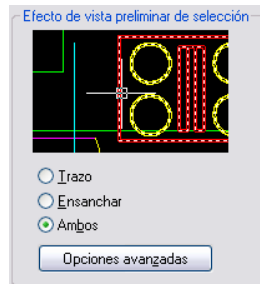 Efecto de vista preliminar de selección
Trazo
Ensanchar
Ambos
Opciones avanzadas